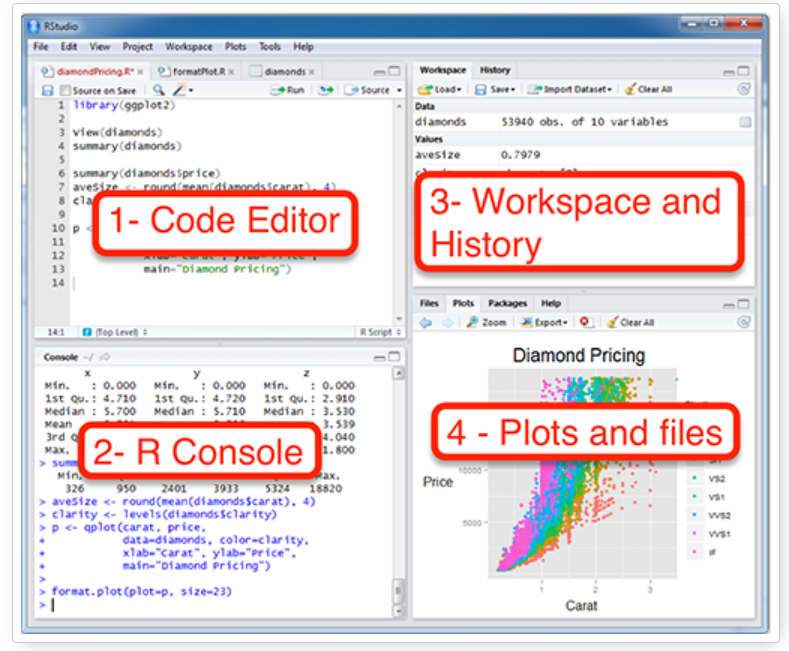 RStudio
File Edit View Project Workspace Plots Tools Help
diamondPricing.R* × formatPlot.R × diamonds ×
Source on Save Run Source
1 library(ggplot2)
2
3 View(diamonds)
4 summary(diamonds)
5
6 summary(diamonds$price)
7 aveSize <- round(mean(diamonds$carat), 4)
8 cla
9
10 p <
11
12 xlab="Carat", ylab="Price",
13 main="Diamond Pricing")
14
1- Code Editor
14:1 (Top Level) R Script
Console ~/
x y z
Min. : 0.000 Min. : 0.000 Min. : 0.000
1st Qu.: 4.710 1st Qu.: 4.720 1st Qu.: 2.910
Median : 5.700 Median : 5.710 Median : 3.530
Mean 3.539
3rd Q 4.040
Max. 1.800
2- R Console
> summ
Min. Max.
326 950 2401 3933 5324 18820
> aveSize <- round(mean(diamonds$carat), 4)
> clarity <- levels(diamonds$clarity)
> p <- qplot(carat, price,
+ data=diamonds, color=clarity,
+ xlab="Carat", ylab="Price",
+ main="Diamond Pricing")
>
> format.plot(plot=p, size=23)
>
Workspace History
Load Save Import Dataset Clear All
Data
diamonds 53940 obs. of 10 variables
Values
aveSize 0.7979
3- Workspace and
History
Files Plots Packages Help
Zoom Export Clear All
Diamond Pricing
4 - Plots and files
Price
10000
5000
VS2
VS1
VVS2
VVS1
IF
1 2 3
Carat